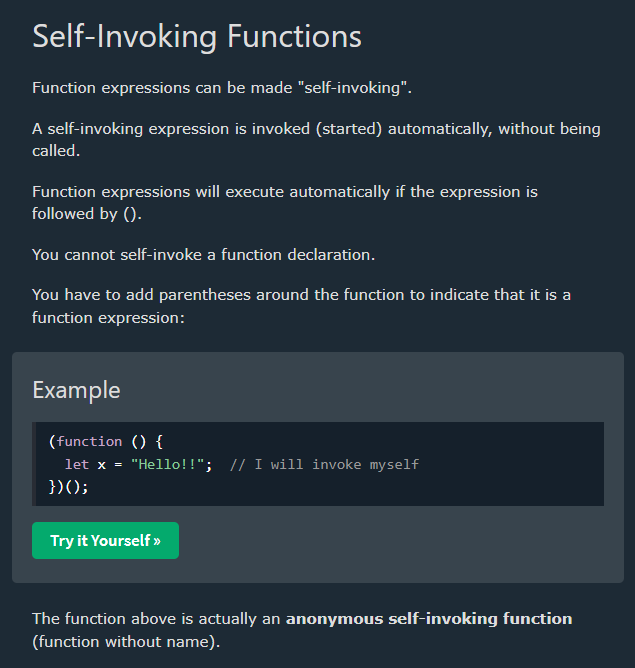 Self-Invoking Functions
Function expressions can be made "self-invoking".
A self-invoking expression is invoked (started) automatically, without being
called.
Function expressions will execute automatically if the expression is
followed by ().
You cannot self-invoke a function declaration.
You have to add parentheses around the function to indicate that it is a
function expression:
Example
(function () {
  let x = "Hello!!";  // I will invoke myself
})();
Try it Yourself »
The function above is actually an anonymous self-invoking function
(function without name).